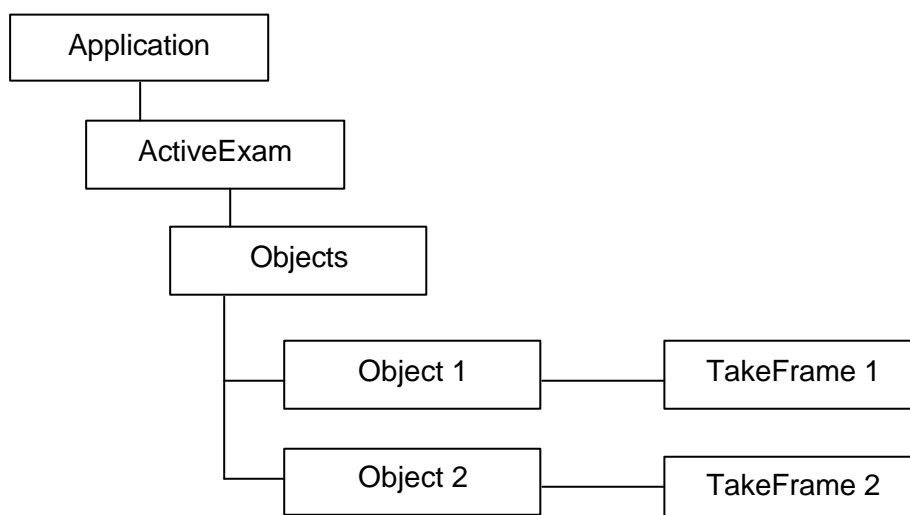 Application
ActiveExam
Objects
Object 1
TakeFrame 1
Object 2
TakeFrame 2